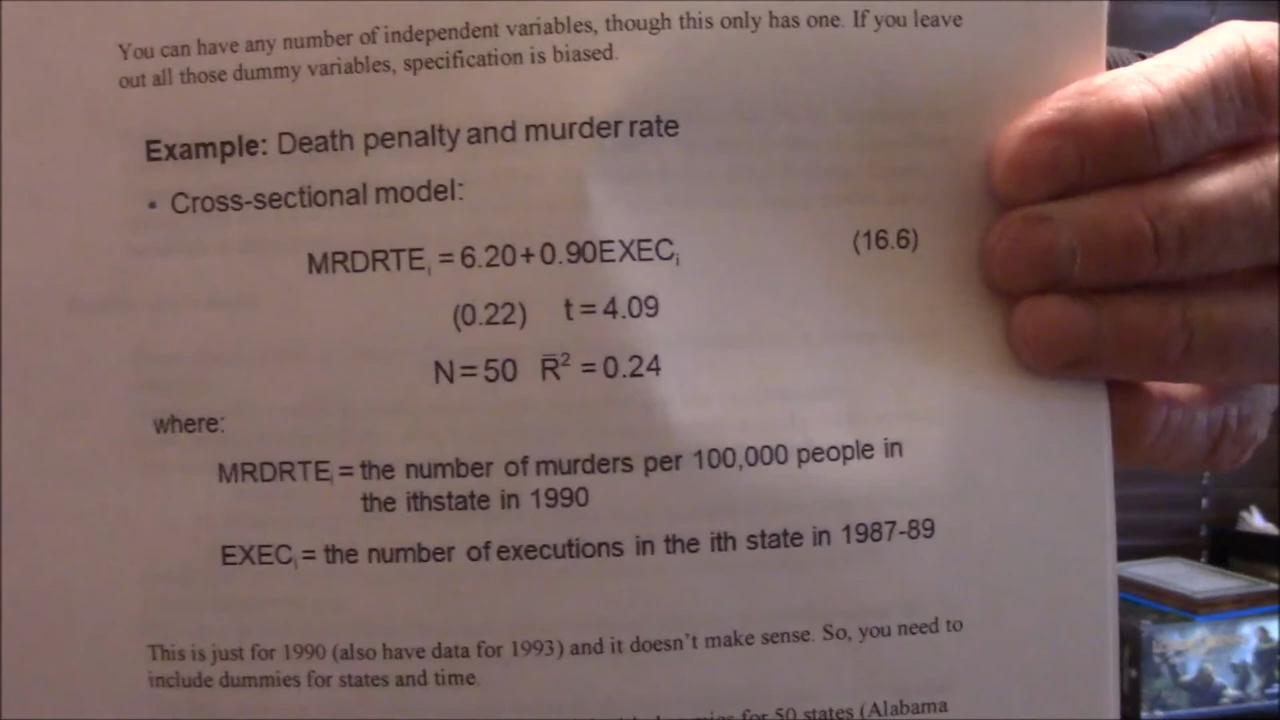 You can have any number of independent variables, though this only has one. If you leave
out all those dummy variables, specification is biased.
Example: Death penalty and murder rate
• Cross-sectional model:
MRDRTEᵢ = 6.20 + 0.90EXECᵢ (16.6)
(0.22) t = 4.09
N = 50 R̅² = 0.24
where:
MRDRTEᵢ = the number of murders per 100,000 people in
the ithstate in 1990
EXECᵢ = the number of executions in the ith state in 1987-89
This is just for 1990 (also have data for 1993) and it doesn't make sense. So, you need to
include dummies for states and time.
for 50 states (Alabama